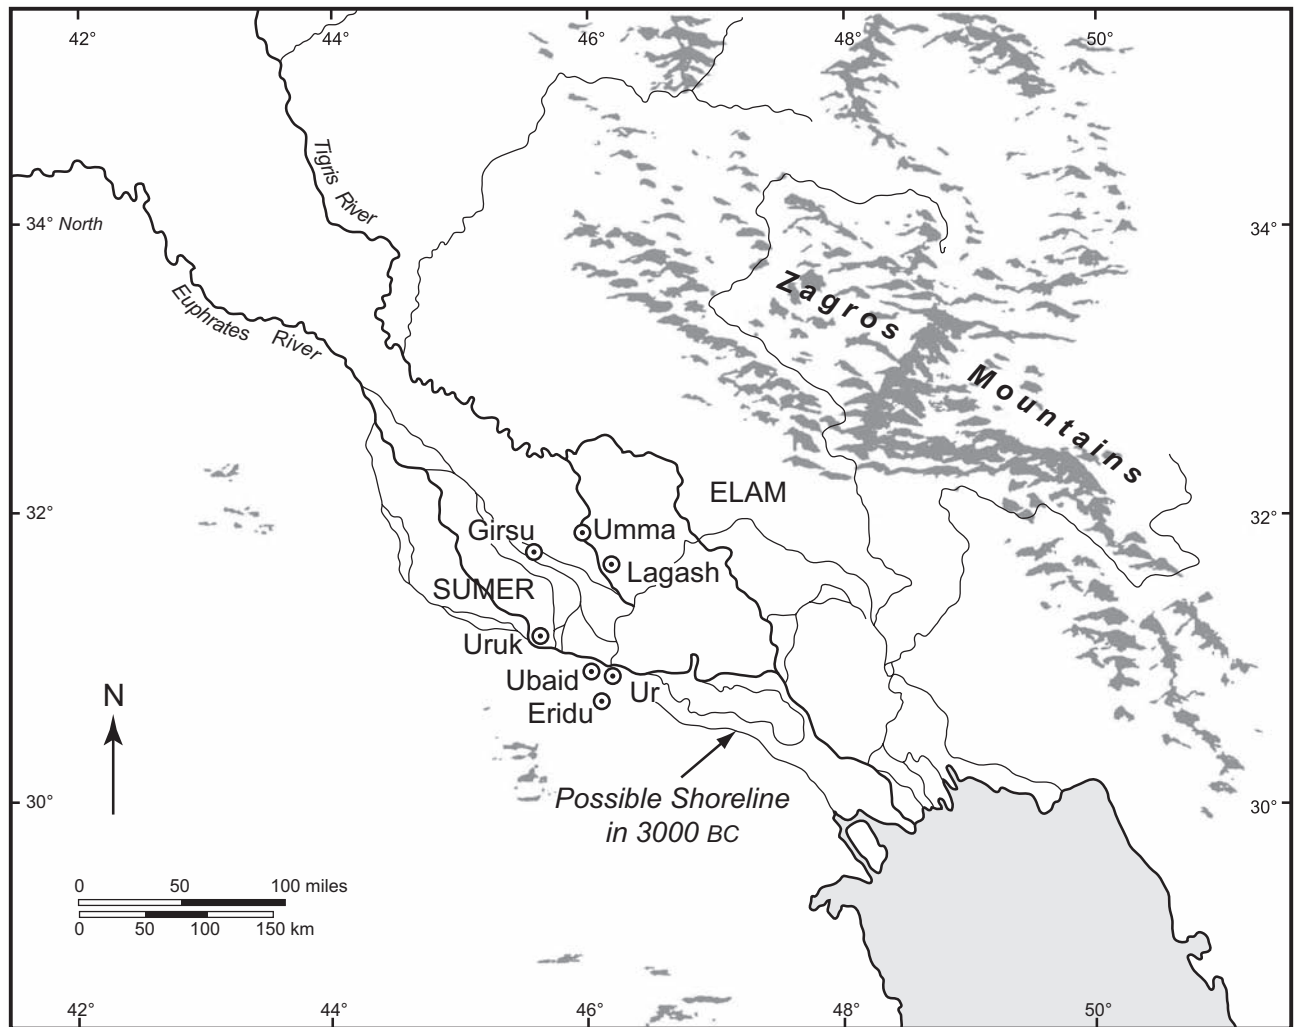 42°
44°
46°
48°
50°
Tigris River
34° North
34°
Zagros
Euphrates River
Mountains
ELAM
32°
32°
Girsu
Umma
Lagash
SUMER
Uruk
Ubaid
Ur
N
Eridu
Possible Shoreline
in 3000 BC
30°
30°
0 50 100 miles
0 50 100 150 km
42°
44°
46°
48°
50°